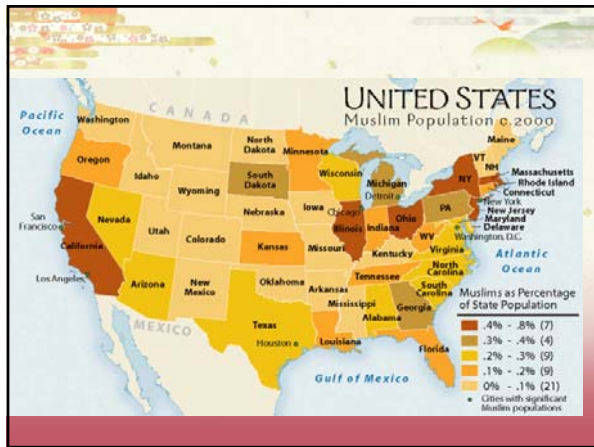 UNITED STATES
Muslim Population c.2000
Pacific
Ocean
CANADA
Washington
Montana
North
Dakota
Minnesota
Maine
VT
NH
Oregon
Idaho
South
Dakota
Wisconsin
Michigan
Detroit
NY
Massachusetts
Rhode Island
Connecticut
New York
New Jersey
Maryland
Delaware
Washington, D.C.
Wyoming
Nebraska
Iowa
Chicago
Illinois
Indiana
Ohio
PA
San
Francisco
California
Nevada
Utah
Colorado
Kansas
Missouri
Kentucky
WV
Virginia
Atlantic
Ocean
Los Angeles
Arizona
New
Mexico
Oklahoma
Arkansas
Tennessee
North
Carolina
South
Carolina
Mississippi
Alabama
Georgia
MEXICO
Texas
Houston
Louisiana
Florida
Gulf of Mexico
Muslims as Percentage
of State Population
.4% - .8% (7)
.3% - .4% (4)
.2% - .3% (9)
.1% - .2% (9)
0% - .1% (21)
Cities with significant
Muslim populations